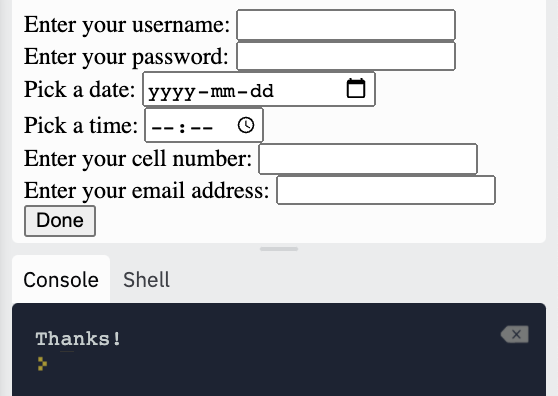 Enter your username:
Enter your password:
Pick a date: yyyy-mm-dd
Pick a time: --:--
Enter your cell number:
Enter your email address:
Done
Console Shell
Thanks!